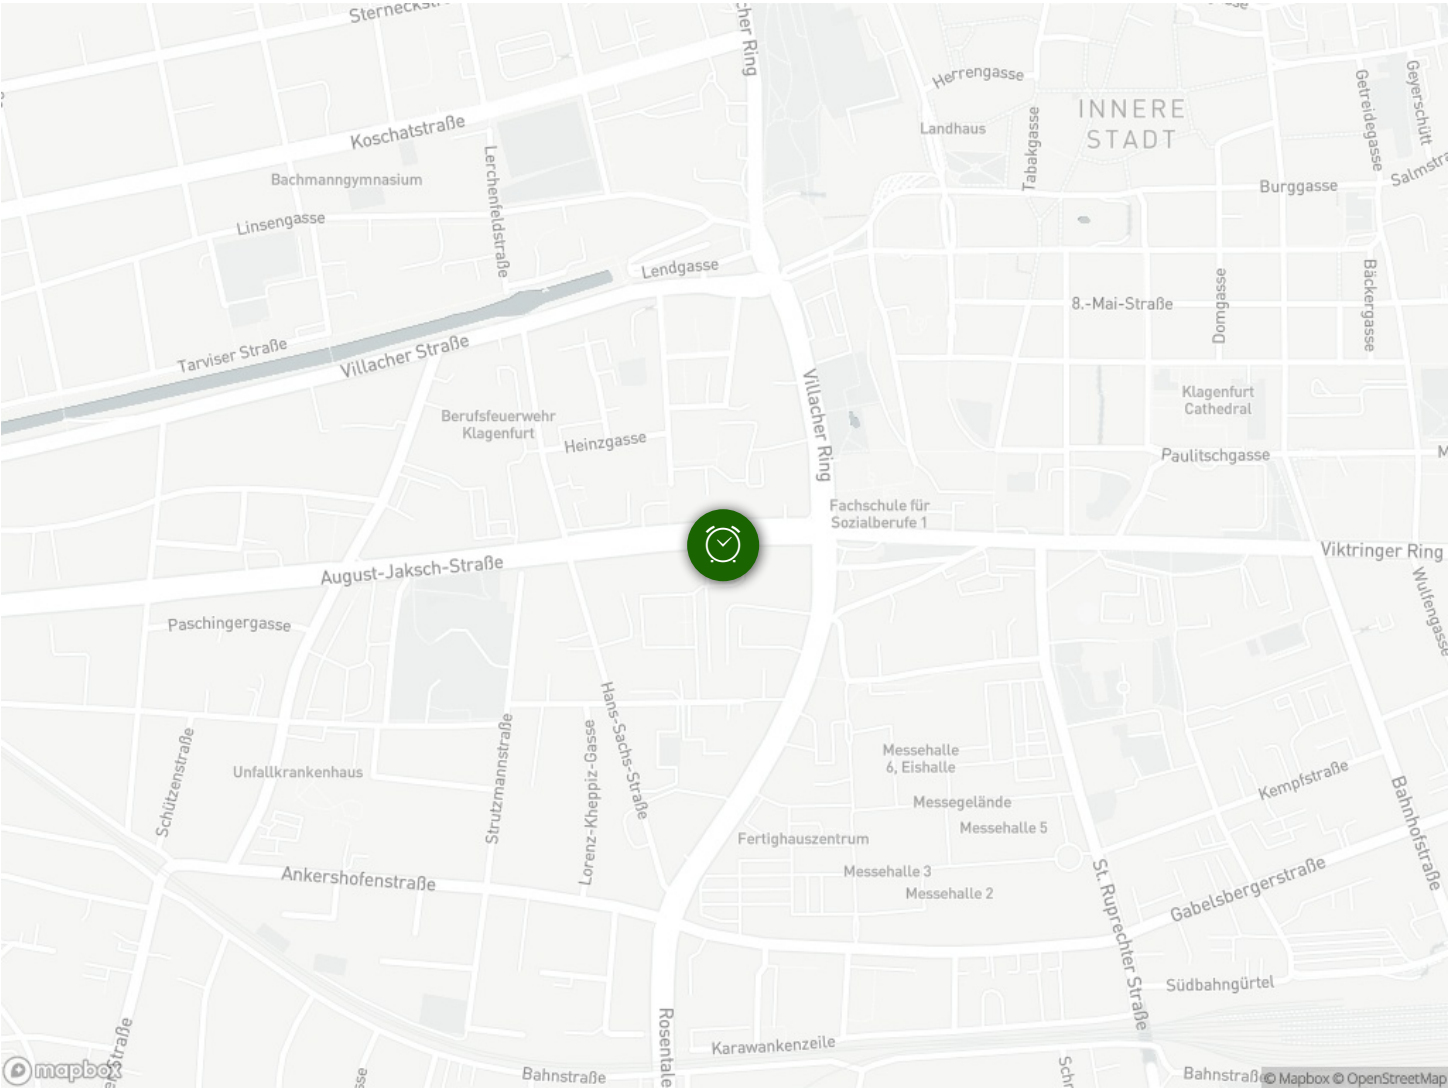 cher Ring
Herrengasse
Geyerschütt
Getreidegasse
INNERE
STADT
Koschatstraße
Landhaus
Tabakgasse
Lerchenfeldstraße
Bachmanngymnasium
Burggasse
Linsengasse
Lendgasse
8.-Mai-Straße
Domgasse
Bäckergasse
Tarviser Straße
Villacher Straße
Villacher Ring
Klagenfurt
Cathedral
Berufsfeuerwehr
Klagenfurt
Heinzgasse
Paulitschgasse
Fachschule für
Sozialberufe 1
Viktringer Ring
August-Jaksch-Straße
Wulfengasse
Paschingergasse
Hans-Sachs-Straße
Strutzmannstraße
Lorenz-Kheppiz-Gasse
Schützenstraße
Messehalle
6, Eishalle
Unfallkrankenhaus
Kempfstraße
Bahnhofstraße
Messegelände
Messehalle 5
Fertighauszentrum
Messehalle 3
Messehalle 2
Ankershofenstraße
St. Ruprechter Straße
Gabelsbergerstraße
Südbahngürtel
Rosentale
Karawankenzeile
Bahnstraße
mapbox
© Mapbox © OpenStreetMap